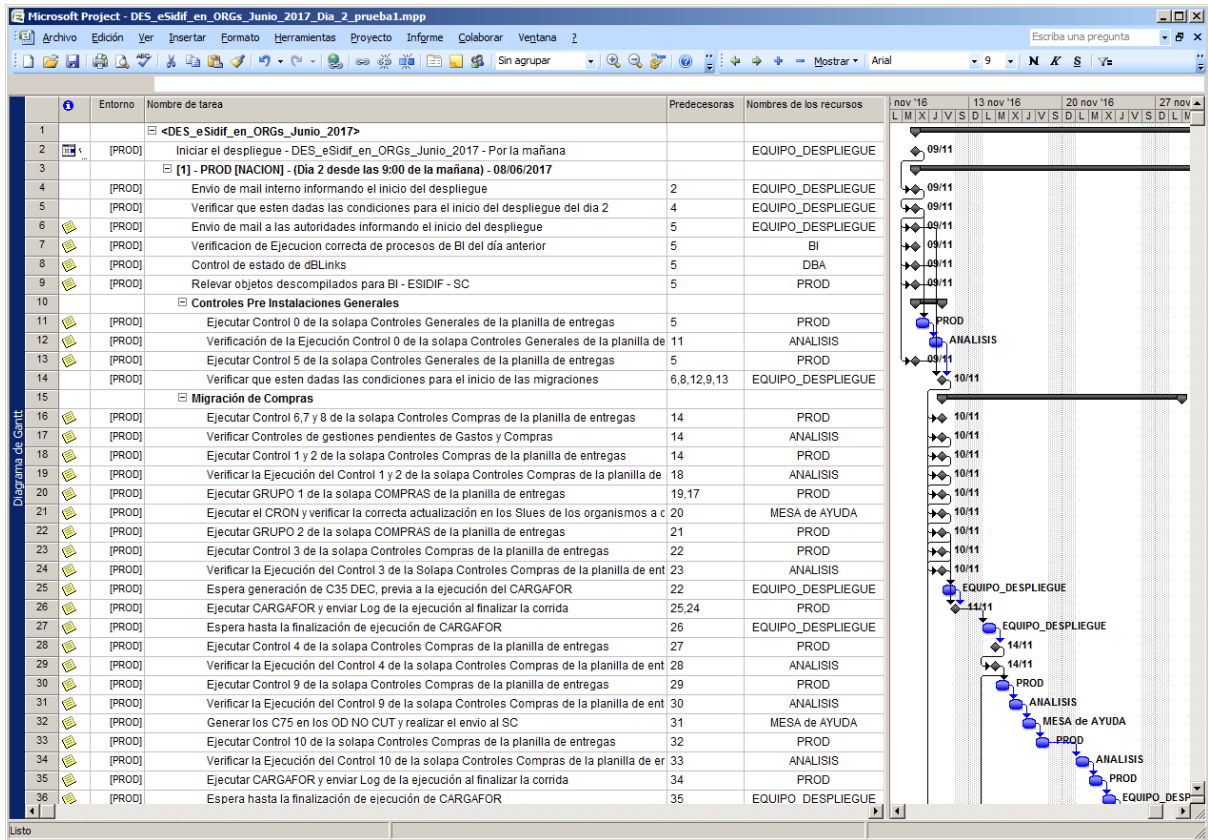 Microsoft Project - DES_eSidif_en_ORGs_Junio_2017_Dia_2_prueba1.mpp
Archivo Edición Ver Insertar Formato Herramientas Proyecto Informe Colaborar Ventana ? Escriba una pregunta
Sin agrupar Mostrar Arial 9 N K S
Entorno Nombre de tarea Predecesoras Nombres de los recursos nov '16 13 nov '16 20 nov '16 27 nov
L M X J V S D L M X J V S D L M X J V S D L M
1 <DES_eSidif_en_ORGs_Junio_2017>
2 [PROD] Iniciar el despliegue - DES_eSidif_en_ORGs_Junio_2017 - Por la mañana EQUIPO_DESPLIEGUE 09/11
3 [1] - PROD [NACION] - (Dia 2 desde las 9:00 de la mañana) - 08/06/2017
4 [PROD] Envio de mail interno informando el inicio del despliegue 2 EQUIPO_DESPLIEGUE 09/11
5 [PROD] Verificar que esten dadas las condiciones para el inicio del despliegue del dia 2 4 EQUIPO_DESPLIEGUE 09/11
6 [PROD] Envio de mail a las autoridades informando el inicio del despliegue 5 EQUIPO_DESPLIEGUE 09/11
7 [PROD] Verificacion de Ejecucion correcta de procesos de BI del día anterior 5 BI 09/11
8 [PROD] Control de estado de dBLinks 5 DBA 09/11
9 [PROD] Relevar objetos descompilados para BI - ESIDIF - SC 5 PROD 09/11
10 Controles Pre Instalaciones Generales
11 [PROD] Ejecutar Control 0 de la solapa Controles Generales de la planilla de entregas 5 PROD PROD
12 [PROD] Verificación de la Ejecución Control 0 de la solapa Controles Generales de la planilla de 11 ANALISIS ANALISIS
13 [PROD] Ejecutar Control 5 de la solapa Controles Generales de la planilla de entregas 5 PROD 09/11
14 [PROD] Verificar que esten dadas las condiciones para el inicio de las migraciones 6,8,12,9,13 EQUIPO_DESPLIEGUE 10/11
15 Migración de Compras
16 [PROD] Ejecutar Control 6,7 y 8 de la solapa Controles Compras de la planilla de entregas 14 PROD 10/11
17 [PROD] Verificar Controles de gestiones pendientes de Gastos y Compras 14 ANALISIS 10/11
18 [PROD] Ejecutar Control 1 y 2 de la solapa Controles Compras de la planilla de entregas 14 PROD 10/11
19 [PROD] Verificar la Ejecución del Control 1 y 2 de la solapa Controles Compras de la planilla de 18 ANALISIS 10/11
20 [PROD] Ejecutar GRUPO 1 de la solapa COMPRAS de la planilla de entregas 19,17 PROD 10/11
21 [PROD] Ejecutar el CRON y verificar la correcta actualización en los Slues de los organismos a c 20 MESA de AYUDA 10/11
22 [PROD] Ejecutar GRUPO 2 de la solapa COMPRAS de la planilla de entregas 21 PROD 10/11
23 [PROD] Ejecutar Control 3 de la solapa Controles Compras de la planilla de entregas 22 PROD 10/11
24 [PROD] Verificar la Ejecución del Control 3 de la Solapa Controles Compras de la planilla de ent 23 ANALISIS 10/11
25 [PROD] Espera generación de C35 DEC, previa a la ejecución del CARGAFOR 22 EQUIPO_DESPLIEGUE EQUIPO_DESPLIEGUE
26 [PROD] Ejecutar CARGAFOR y enviar Log de la ejecución al finalizar la corrida 25,24 PROD 11/11
27 [PROD] Espera hasta la finalización de ejecución de CARGAFOR 26 EQUIPO_DESPLIEGUE EQUIPO_DESPLIEGUE
28 [PROD] Ejecutar Control 4 de la solapa Controles Compras de la planilla de entregas 27 PROD 14/11
29 [PROD] Verificar la Ejecución del Control 4 de la solapa Controles Compras de la planilla de ent 28 ANALISIS 14/11
30 [PROD] Ejecutar Control 9 de la solapa Controles Compras de la planilla de entregas 29 PROD PROD
31 [PROD] Verificar la Ejecución del Control 9 de la solapa Controles Compras de la planilla de ent 30 ANALISIS ANALISIS
32 [PROD] Generar los C75 en los OD NO CUT y realizar el envio al SC 31 MESA de AYUDA MESA de AYUDA
33 [PROD] Ejecutar Control 10 de la solapa Controles Compras de la planilla de entregas 32 PROD PROD
34 [PROD] Verificar la Ejecución del Control 10 de la solapa Controles Compras de la planilla de er 33 ANALISIS ANALISIS
35 [PROD] Ejecutar CARGAFOR y enviar Log de la ejecución al finalizar la corrida 34 PROD PROD
36 [PROD] Espera hasta la finalización de ejecución de CARGAFOR 35 EQUIPO_DESPLIEGUE EQUIPO_DESP
Diagrama de Gantt
Listo